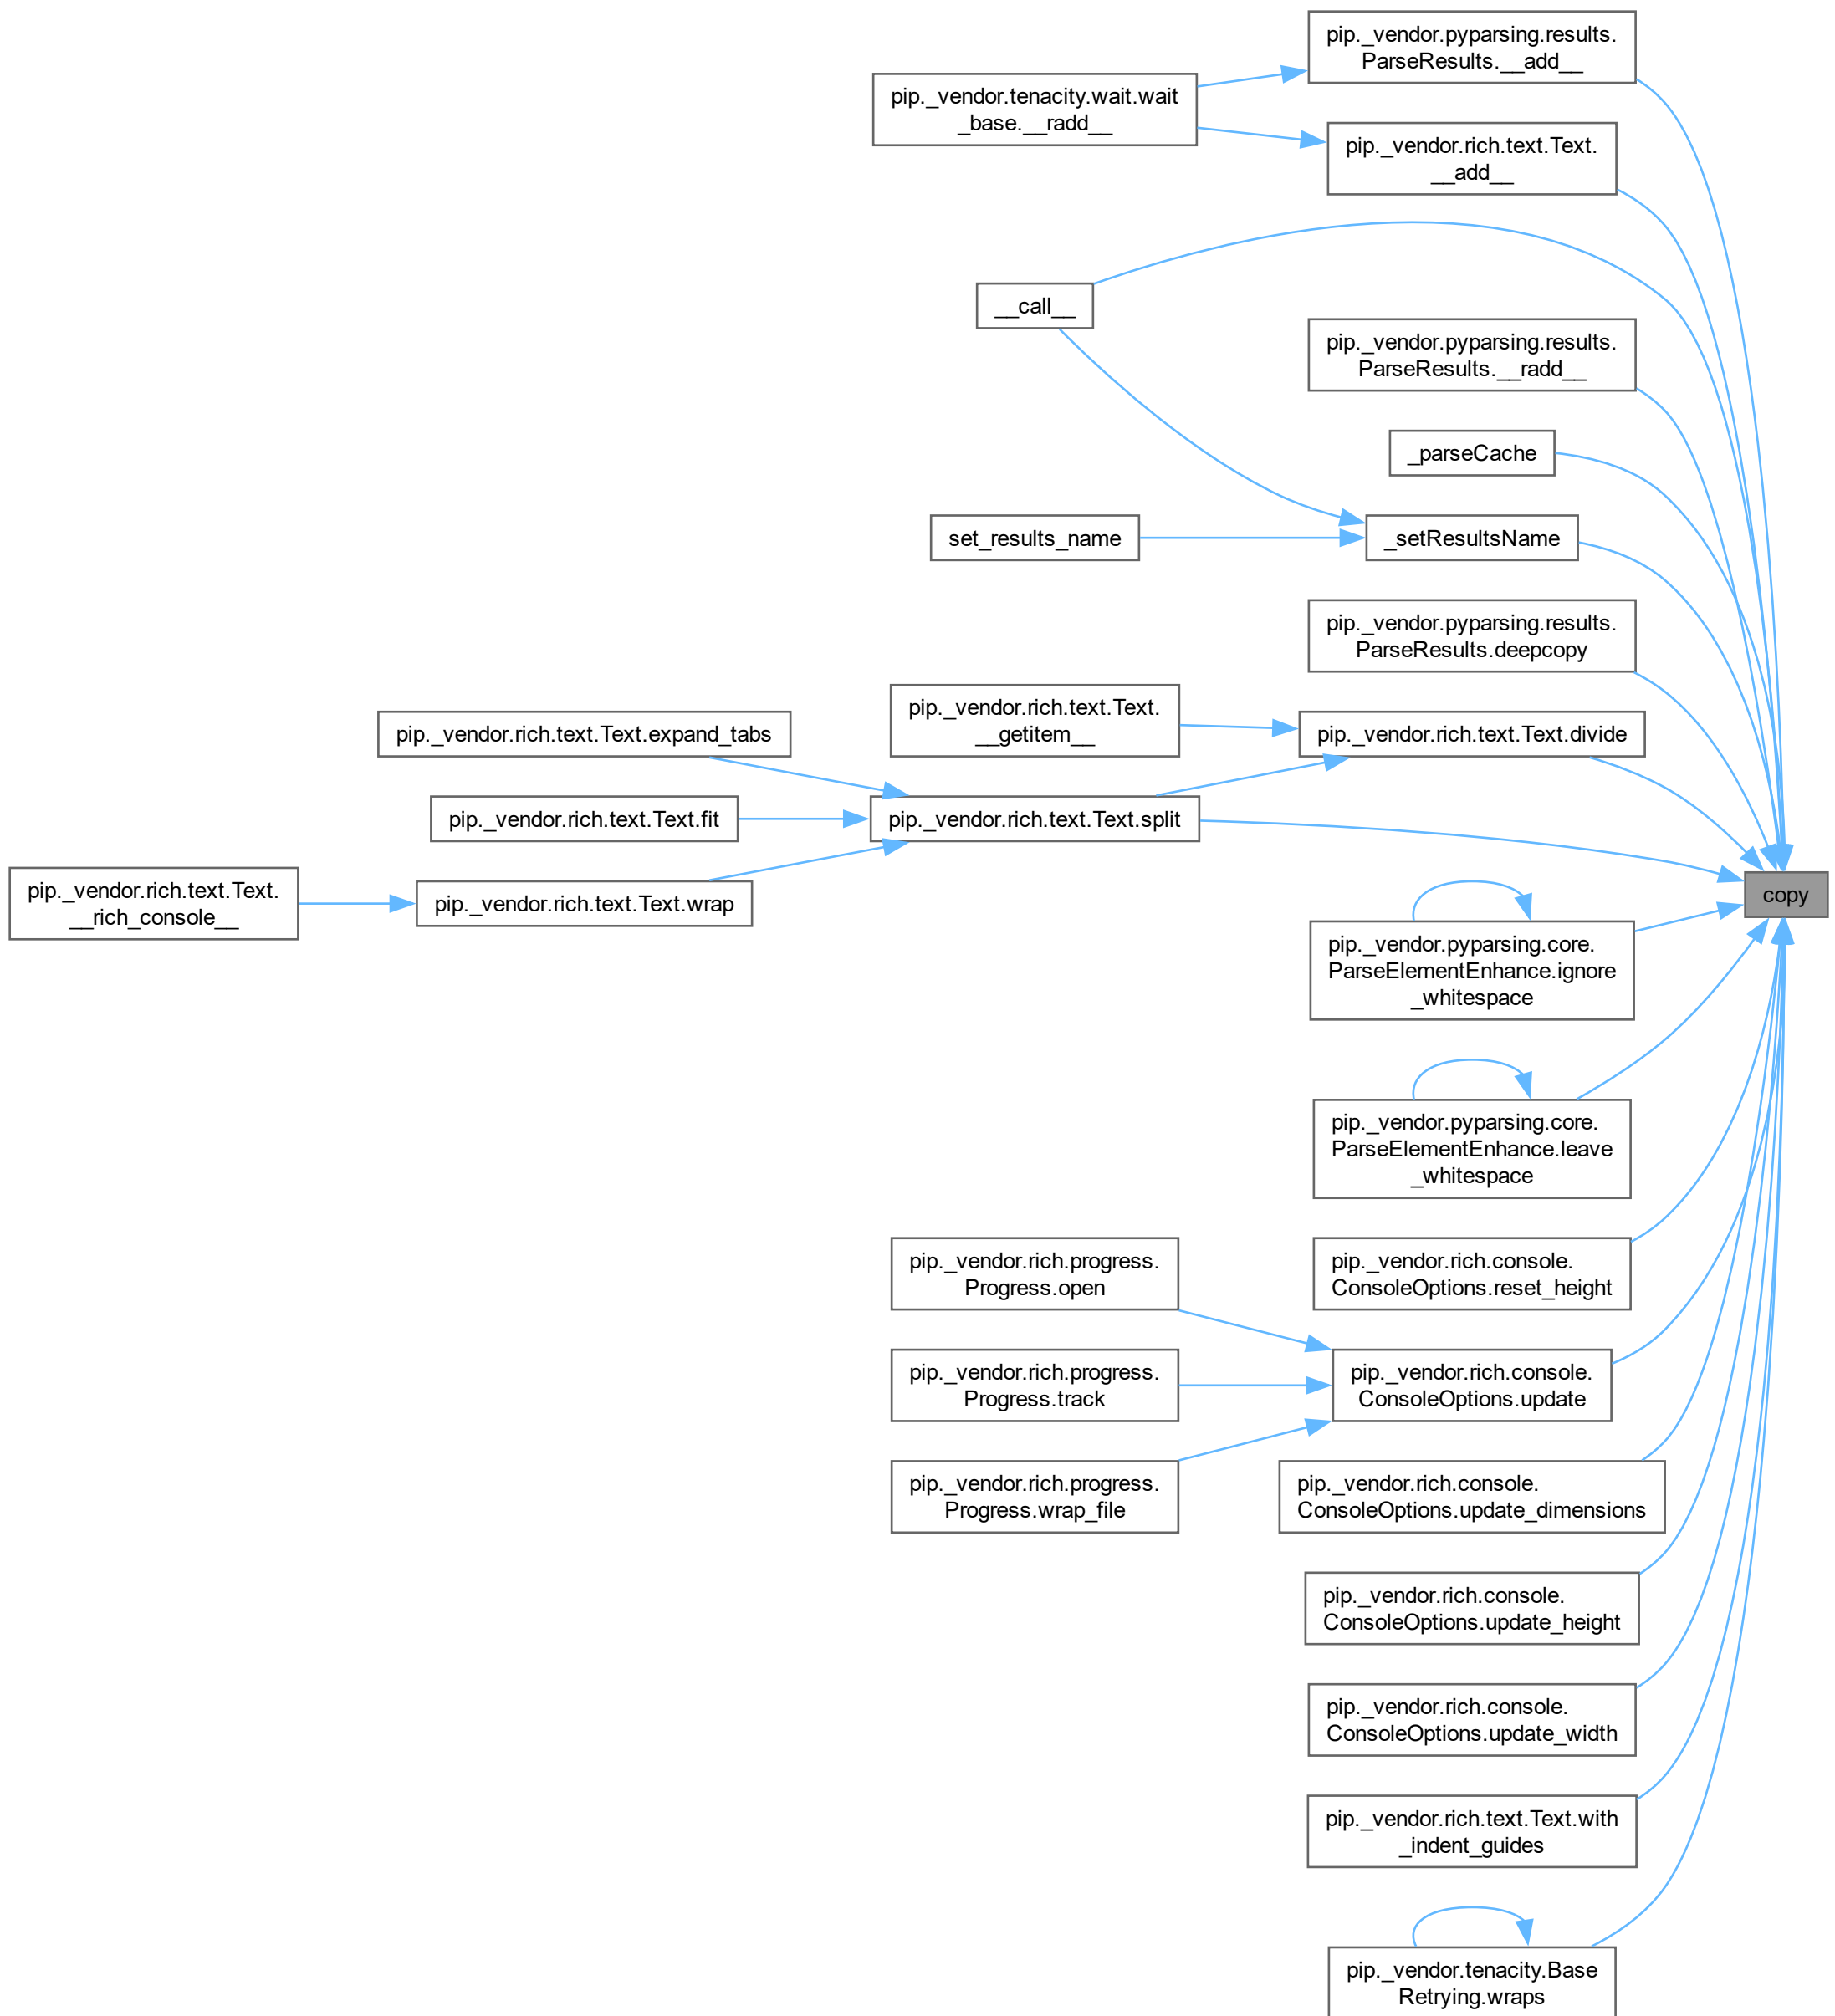 pip._vendor.pyparsing.results.
ParseResults.__add__
pip._vendor.tenacity.wait.wait
_base.__radd__
pip._vendor.rich.text.Text.
__add__
__call__
pip._vendor.pyparsing.results.
ParseResults.__radd__
_parseCache
set_results_name
_setResultsName
pip._vendor.pyparsing.results.
ParseResults.deepcopy
pip._vendor.rich.text.Text.
__getitem__
pip._vendor.rich.text.Text.divide
pip._vendor.rich.text.Text.expand_tabs
pip._vendor.rich.text.Text.fit
pip._vendor.rich.text.Text.split
pip._vendor.rich.text.Text.
__rich_console__
pip._vendor.rich.text.Text.wrap
copy
pip._vendor.pyparsing.core.
ParseElementEnhance.ignore
_whitespace
pip._vendor.pyparsing.core.
ParseElementEnhance.leave
_whitespace
pip._vendor.rich.console.
ConsoleOptions.reset_height
pip._vendor.rich.progress.
Progress.open
pip._vendor.rich.progress.
Progress.track
pip._vendor.rich.console.
ConsoleOptions.update
pip._vendor.rich.progress.
Progress.wrap_file
pip._vendor.rich.console.
ConsoleOptions.update_dimensions
pip._vendor.rich.console.
ConsoleOptions.update_height
pip._vendor.rich.console.
ConsoleOptions.update_width
pip._vendor.rich.text.Text.with
_indent_guides
pip._vendor.tenacity.Base
Retrying.wraps